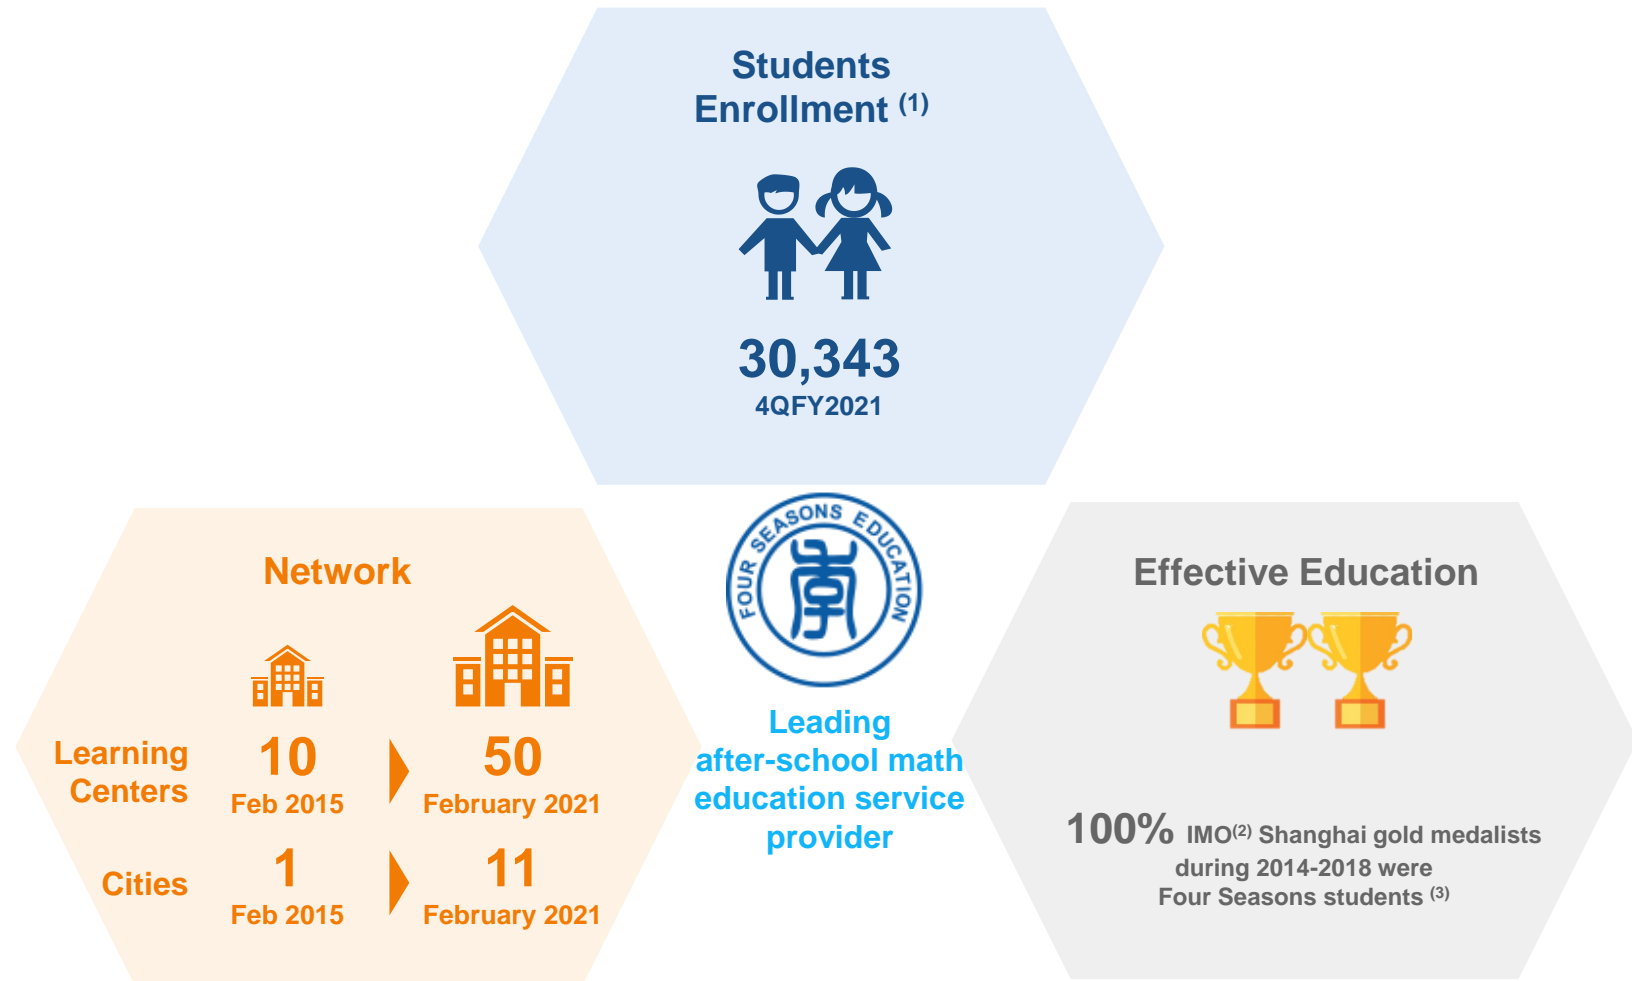 Students
Enrollment (1)
30,343
4QFY2021
FOUR SEASONS EDUCATION
Leading
after-school math
education service
provider
Network
Learning
Centers
10
Feb 2015
50
February 2021
Cities
1
Feb 2015
11
February 2021
Effective Education
100% IMO(2) Shanghai gold medalists
during 2014-2018 were
Four Seasons students (3)